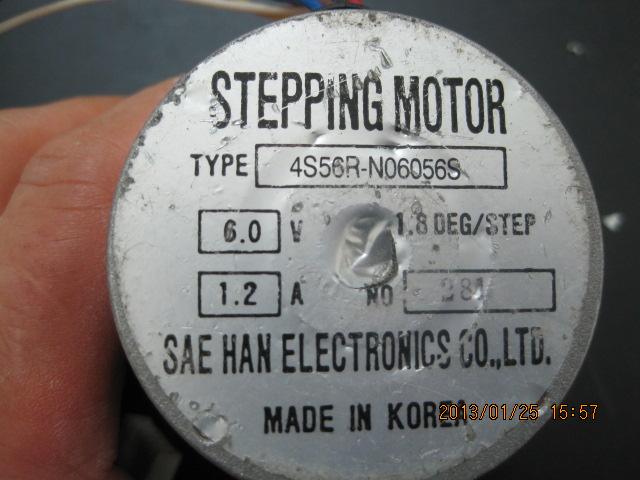 STEPPING MOTOR
TYPE 4S56R-N06056S
6.0 V 1.8 DEG/STEP
1.2 A NO
SAE HAN ELECTRONICS CO.,LTD.
MADE IN KOREA
2013/01/25 15:57